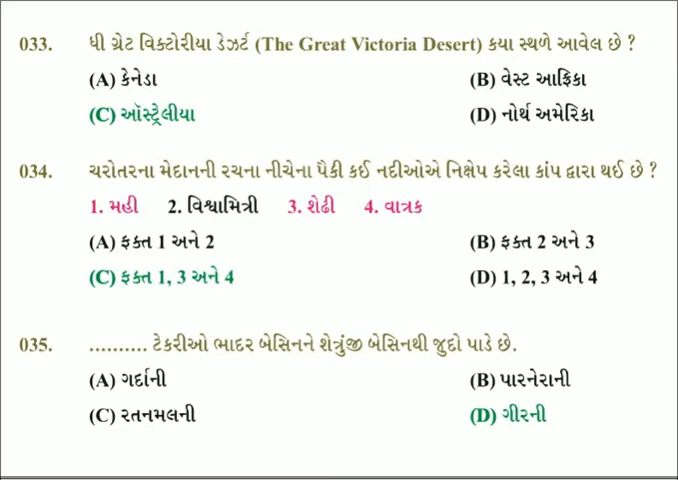 033. ધી ગ્રેટ વિક્ટોરીયા ડેઝર્ટ (The Great Victoria Desert) કયા સ્થળે આવેલ છે ?
(A) કેનેડા (B) વેસ્ટ આફ્રિકા
(C) ઑસ્ટ્રેલીયા (D) નોર્થ અમેરિકા
034. ચરોતરના મેદાનની રચના નીચેના પૈકી કઈ નદીઓએ નિક્ષેપ કરેલા કાંપ દ્વારા થઈ છે ?
1. મહી 2. વિશ્વામિત્રી 3. શેઢી 4. વાત્રક
(A) ફક્ત 1 અને 2 (B) ફક્ત 2 અને 3
(C) ફક્ત 1, 3 અને 4 (D) 1, 2, 3 અને 4
035. .......... ટેકરીઓ ભાદર બેસિનને શેત્રુંજી બેસિનથી જુદો પાડે છે.
(A) ગર્દાની (B) પારનેરાની
(C) રતનમલની (D) ગીરની